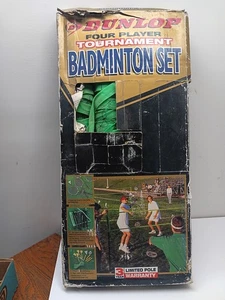 DUNLOP
FOUR PLAYER
TOURNAMENT
BADMINTON SET
3 LIMITED POLE
WARRANTY